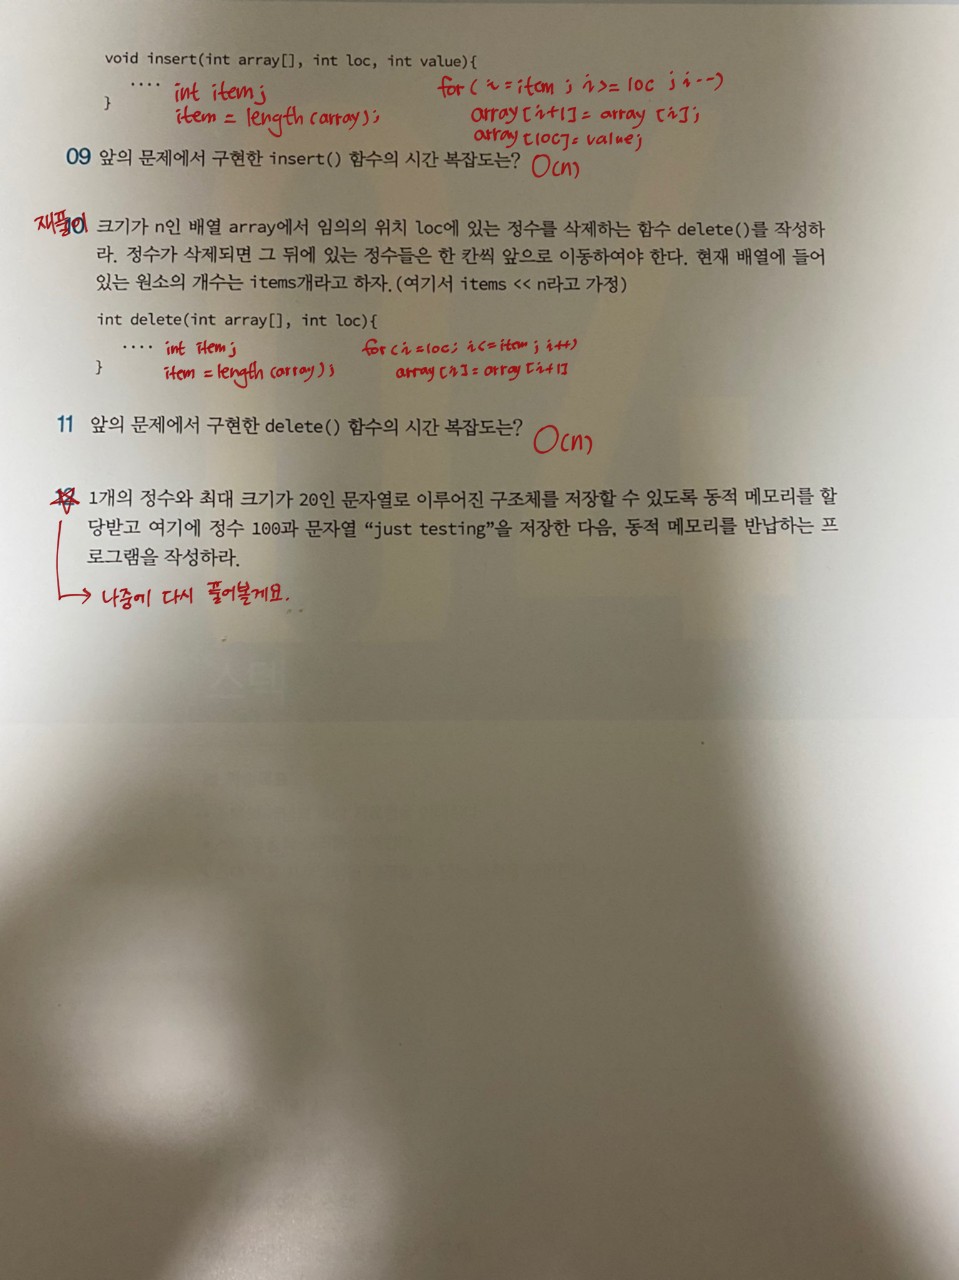 void insert(int array[], int loc, int value){
.... int item; for(i=item ; i>= loc ; i--)
} item = length(array); array[i+1]= array [i];
array[loc]= value;
09 앞의 문제에서 구현한 insert() 함수의 시간 복잡도는? O(n)
재풀이
10 크기가 n인 배열 array에서 임의의 위치 loc에 있는 정수를 삭제하는 함수 delete()를 작성하
라. 정수가 삭제되면 그 뒤에 있는 정수들은 한 칸씩 앞으로 이동하여야 한다. 현재 배열에 들어
있는 원소의 개수는 items개라고 하자.(여기서 items << n라고 가정)
int delete(int array[], int loc){
.... int item; for(i=loc; i<=item; i++)
} item = length(array); array[i]= array[i+1]
11 앞의 문제에서 구현한 delete() 함수의 시간 복잡도는? O(n)
12 1개의 정수와 최대 크기가 20인 문자열로 이루어진 구조체를 저장할 수 있도록 동적 메모리를 할
당받고 여기에 정수 100과 문자열 “just testing”을 저장한 다음, 동적 메모리를 반납하는 프
로그램을 작성하라.
→ 나중에 다시 풀어볼게요.